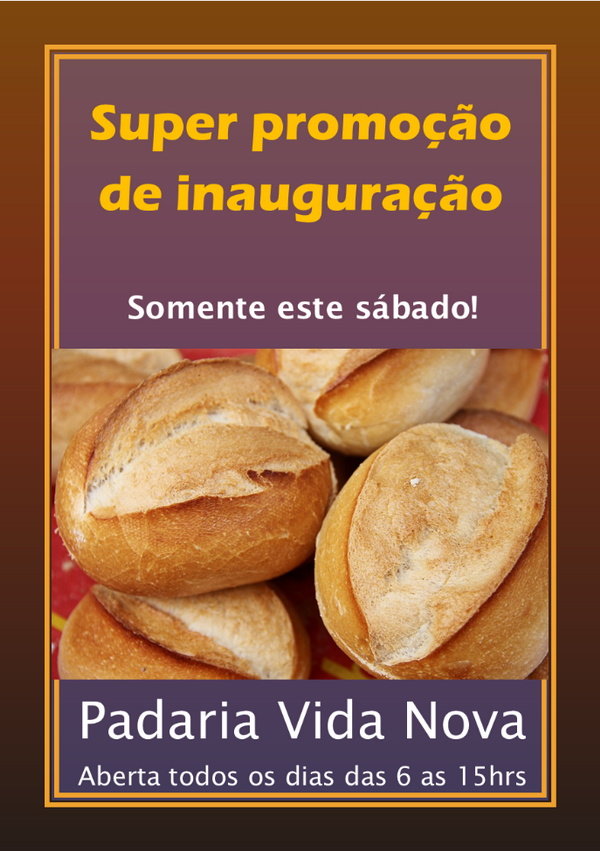 Super promoção
de inauguração
Somente este sábado!
Padaria Vida Nova
Aberta todos os dias das 6 as 15hrs